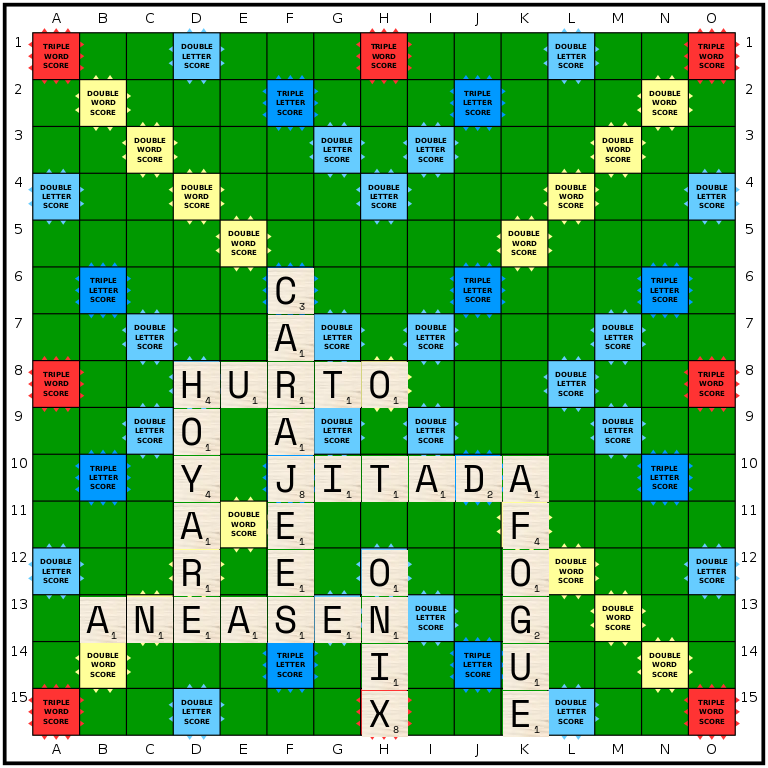 A B C D E F G H I J K L M N O
1 TRIPLE WORD SCORE DOUBLE LETTER SCORE TRIPLE WORD SCORE DOUBLE LETTER SCORE TRIPLE WORD SCORE 1
2 DOUBLE WORD SCORE TRIPLE LETTER SCORE TRIPLE LETTER SCORE DOUBLE WORD SCORE 2
3 DOUBLE WORD SCORE DOUBLE LETTER SCORE DOUBLE LETTER SCORE DOUBLE WORD SCORE 3
4 DOUBLE LETTER SCORE DOUBLE WORD SCORE DOUBLE LETTER SCORE DOUBLE WORD SCORE DOUBLE LETTER SCORE 4
5 DOUBLE WORD SCORE DOUBLE WORD SCORE 5
6 TRIPLE LETTER SCORE C3 TRIPLE LETTER SCORE TRIPLE LETTER SCORE 6
7 DOUBLE LETTER SCORE A1 DOUBLE LETTER SCORE DOUBLE LETTER SCORE DOUBLE LETTER SCORE 7
8 TRIPLE WORD SCORE H4 U1 R1 T1 O1 DOUBLE LETTER SCORE TRIPLE WORD SCORE 8
9 DOUBLE LETTER SCORE O1 A1 DOUBLE LETTER SCORE DOUBLE LETTER SCORE DOUBLE LETTER SCORE 9
10 TRIPLE LETTER SCORE Y4 J8 I1 T1 A1 D2 A1 TRIPLE LETTER SCORE 10
11 A1 DOUBLE WORD SCORE E1 F4 11
12 DOUBLE LETTER SCORE R1 E1 O1 O1 DOUBLE WORD SCORE DOUBLE LETTER SCORE 12
13 A1 N1 E1 A1 S1 E1 N1 DOUBLE LETTER SCORE G2 DOUBLE WORD SCORE 13
14 DOUBLE WORD SCORE TRIPLE LETTER SCORE I1 TRIPLE LETTER SCORE U1 DOUBLE WORD SCORE 14
15 TRIPLE WORD SCORE DOUBLE LETTER SCORE X8 E1 DOUBLE LETTER SCORE TRIPLE WORD SCORE 15
A B C D E F G H I J K L M N O